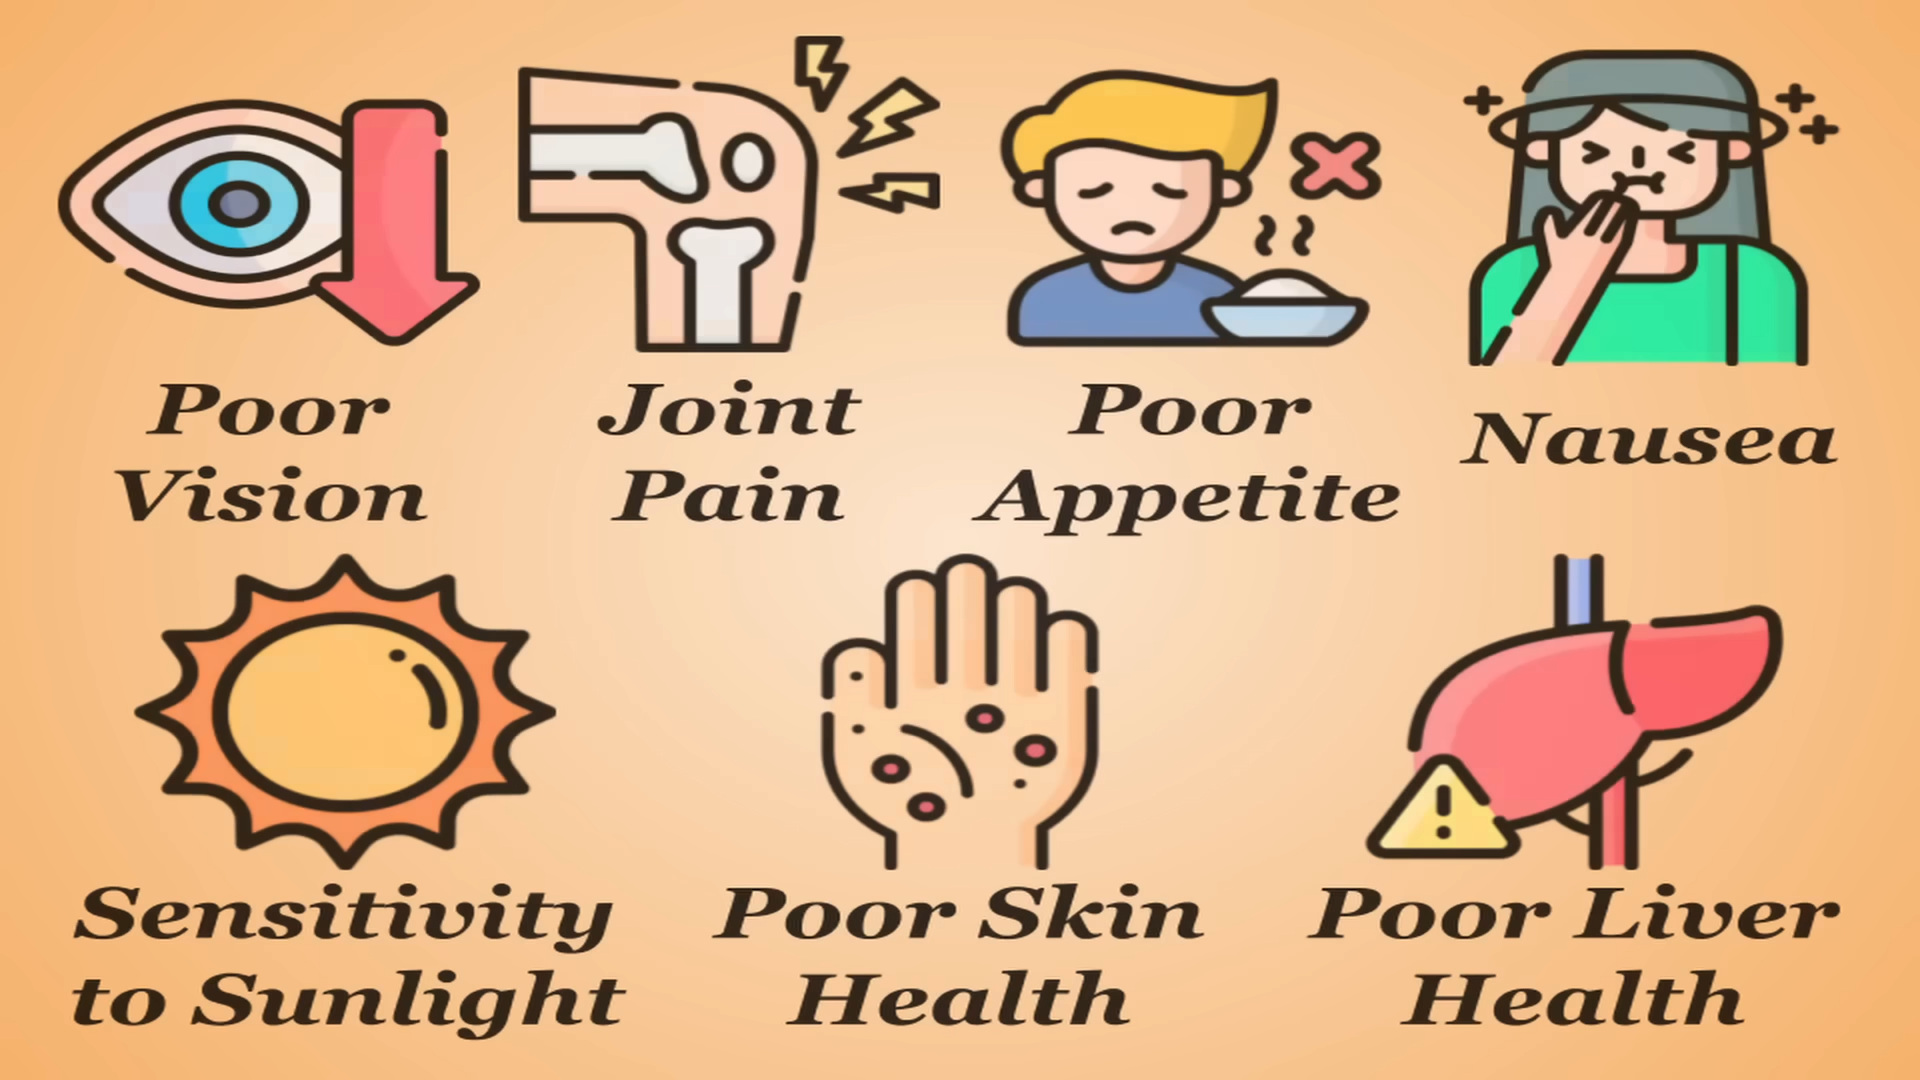 Poor
Vision
Joint
Pain
Poor
Appetite
Nausea
Sensitivity
to Sunlight
Poor Skin
Health
Poor Liver
Health